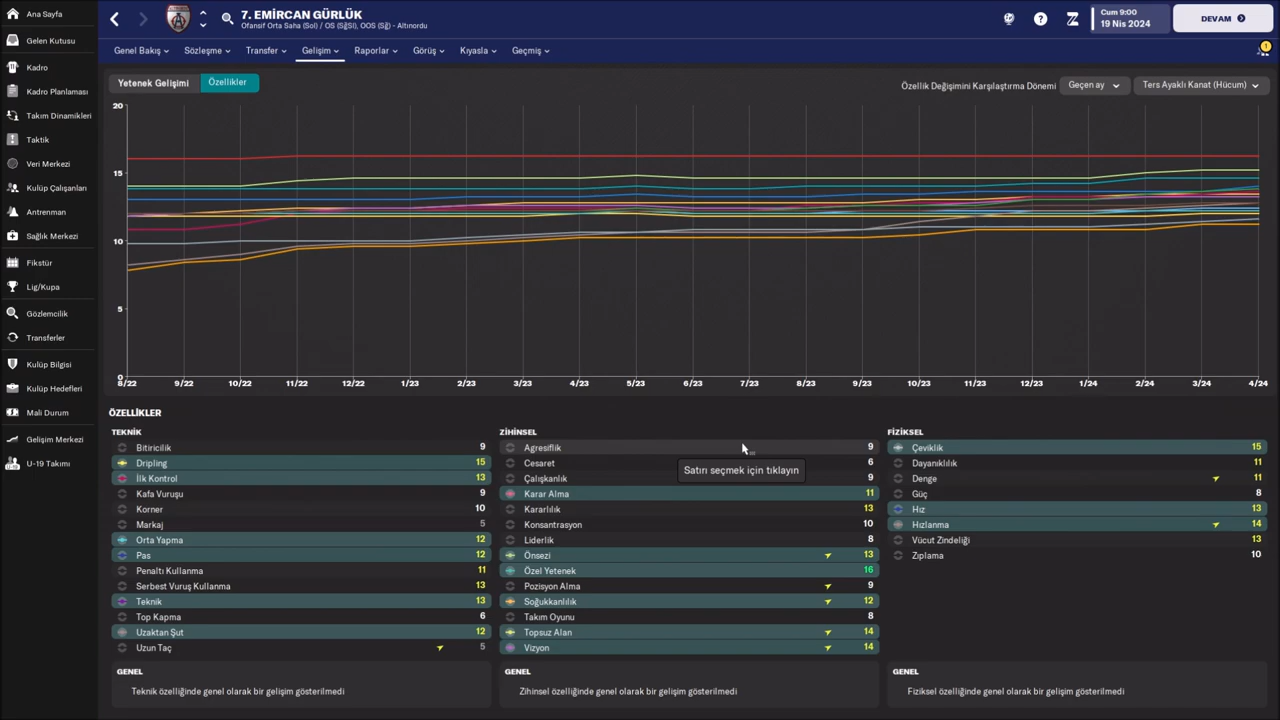 Ana Sayfa
Gelen Kutusu
Kadro
Kadro Planlaması
Takım Dinamikleri
Taktik
Veri Merkezi
Kulüp Çalışanları
Antrenman
Sağlık Merkezi
Fikstür
Lig/Kupa
Gözlemcilik
Transferler
Kulüp Bilgisi
Kulüp Hedefleri
Mali Durum
Gelişim Merkezi
U-19 Takımı
7. EMİRCAN GÜRLÜK
Ofansif Orta Saha (Sol) / OS (SğSl), OOS (Sğ) - Altınordu
Cum 9:00
19 Nis 2024
DEVAM
1
Genel Bakış Sözleşme Transfer Gelişim Raporlar Görüş Kıyasla Geçmiş
Yetenek Gelişimi Özellikler
Özellik Değişimini Karşılaştırma Dönemi Geçen ay Ters Ayaklı Kanat (Hücum)
20
15
10
5
0
8/22 9/22 10/22 11/22 12/22 1/23 2/23 3/23 4/23 5/23 6/23 7/23 8/23 9/23 10/23 11/23 12/23 1/24 2/24 3/24 4/24
ÖZELLİKLER
TEKNİK
Bitiricilik 9
Dripling 15
İlk Kontrol 13
Kafa Vuruşu 9
Korner 10
Markaj 5
Orta Yapma 12
Pas 12
Penaltı Kullanma 11
Serbest Vuruş Kullanma 13
Teknik 13
Top Kapma 6
Uzaktan Şut 12
Uzun Taç 5
GENEL
Teknik özelliğinde genel olarak bir gelişim gösterilmedi
ZİHİNSEL
Agresiflik 9
Cesaret 6
Çalışkanlık 9
Karar Alma 11
Kararlılık 13
Konsantrasyon 10
Liderlik 8
Önsezi 13
Özel Yetenek 16
Pozisyon Alma 9
Soğukkanlılık 12
Takım Oyunu 8
Topsuz Alan 14
Vizyon 14
Satırı seçmek için tıklayın
GENEL
Zihinsel özelliğinde genel olarak bir gelişim gösterilmedi
FİZİKSEL
Çeviklik 15
Dayanıklılık 11
Denge 11
Güç 8
Hız 13
Hızlanma 14
Vücut Zindeliği 13
Zıplama 10
GENEL
Fiziksel özelliğinde genel olarak bir gelişim gösterilmedi